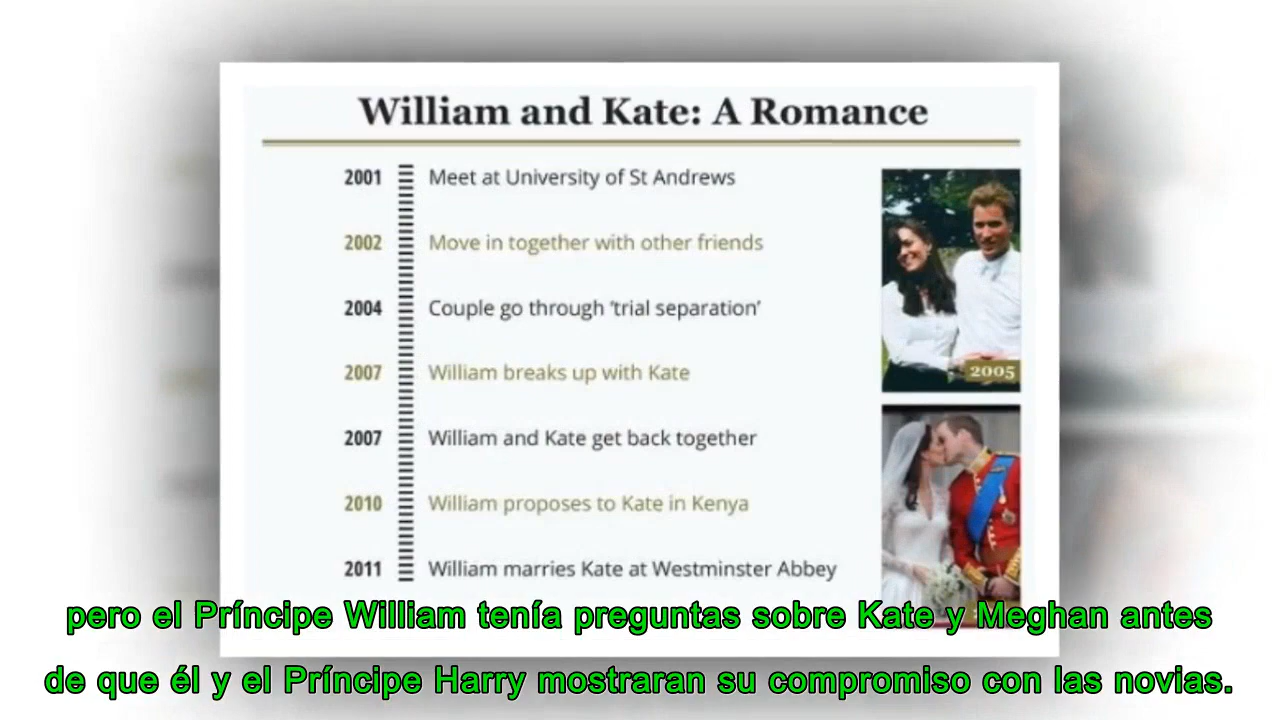 William and Kate: A Romance
2001 Meet at University of St Andrews
2002 Move in together with other friends
2004 Couple go through 'trial separation'
2007 William breaks up with Kate
2007 William and Kate get back together
2010 William proposes to Kate in Kenya
2011 William marries Kate at Westminster Abbey
2005
pero el Príncipe William tenía preguntas sobre Kate y Meghan antes
de que él y el Príncipe Harry mostraran su compromiso con las novias.